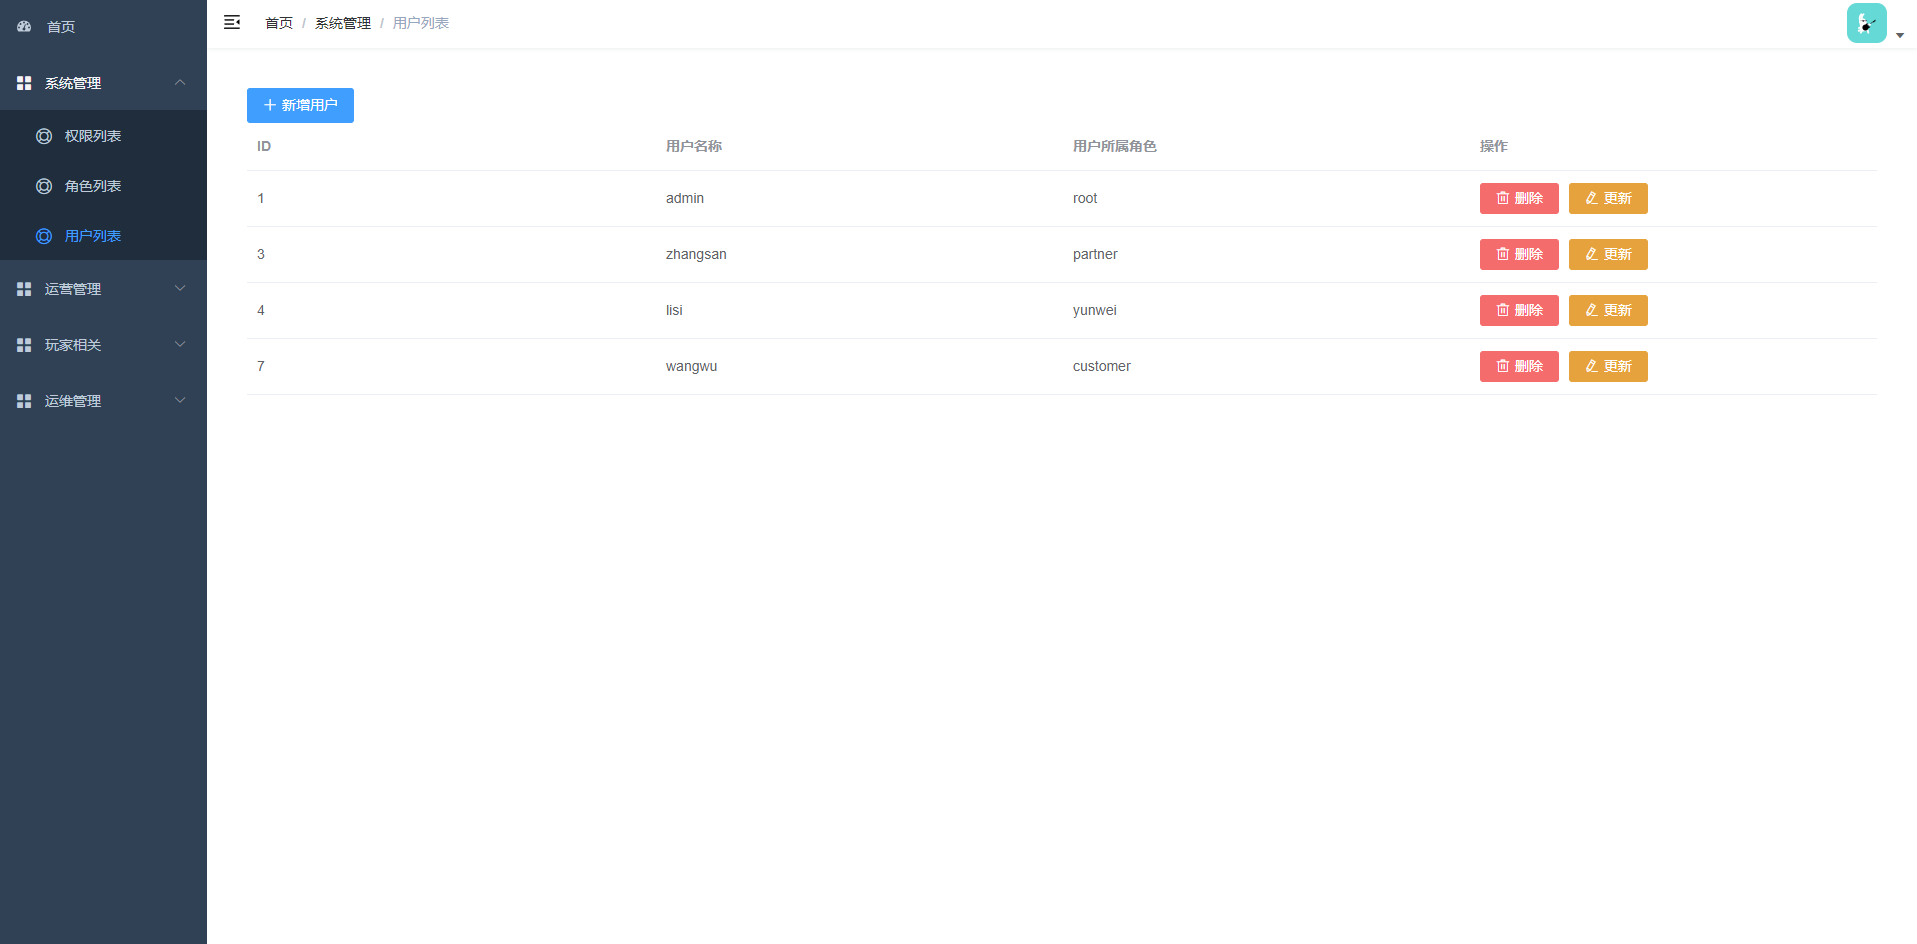 首页
系统管理
权限列表
角色列表
用户列表
运营管理
玩家相关
运维管理
首页 / 系统管理 / 用户列表
新增用户
ID 用户名称 用户所属角色 操作
1 admin root 删除 更新
3 zhangsan partner 删除 更新
4 lisi yunwei 删除 更新
7 wangwu customer 删除 更新